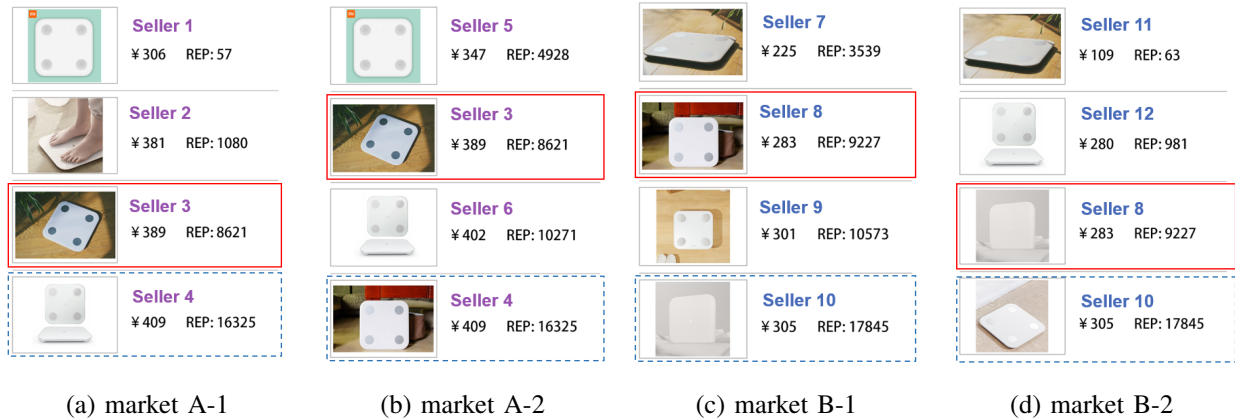 Seller 1
¥ 306 REP: 57
Seller 2
¥ 381 REP: 1080
Seller 3
¥ 389 REP: 8621
Seller 4
¥ 409 REP: 16325
(a) market A-1
Seller 5
¥ 347 REP: 4928
Seller 3
¥ 389 REP: 8621
Seller 6
¥ 402 REP: 10271
Seller 4
¥ 409 REP: 16325
(b) market A-2
Seller 7
¥ 225 REP: 3539
Seller 8
¥ 283 REP: 9227
Seller 9
¥ 301 REP: 10573
Seller 10
¥ 305 REP: 17845
(c) market B-1
Seller 11
¥ 109 REP: 63
Seller 12
¥ 280 REP: 981
Seller 8
¥ 283 REP: 9227
Seller 10
¥ 305 REP: 17845
(d) market B-2